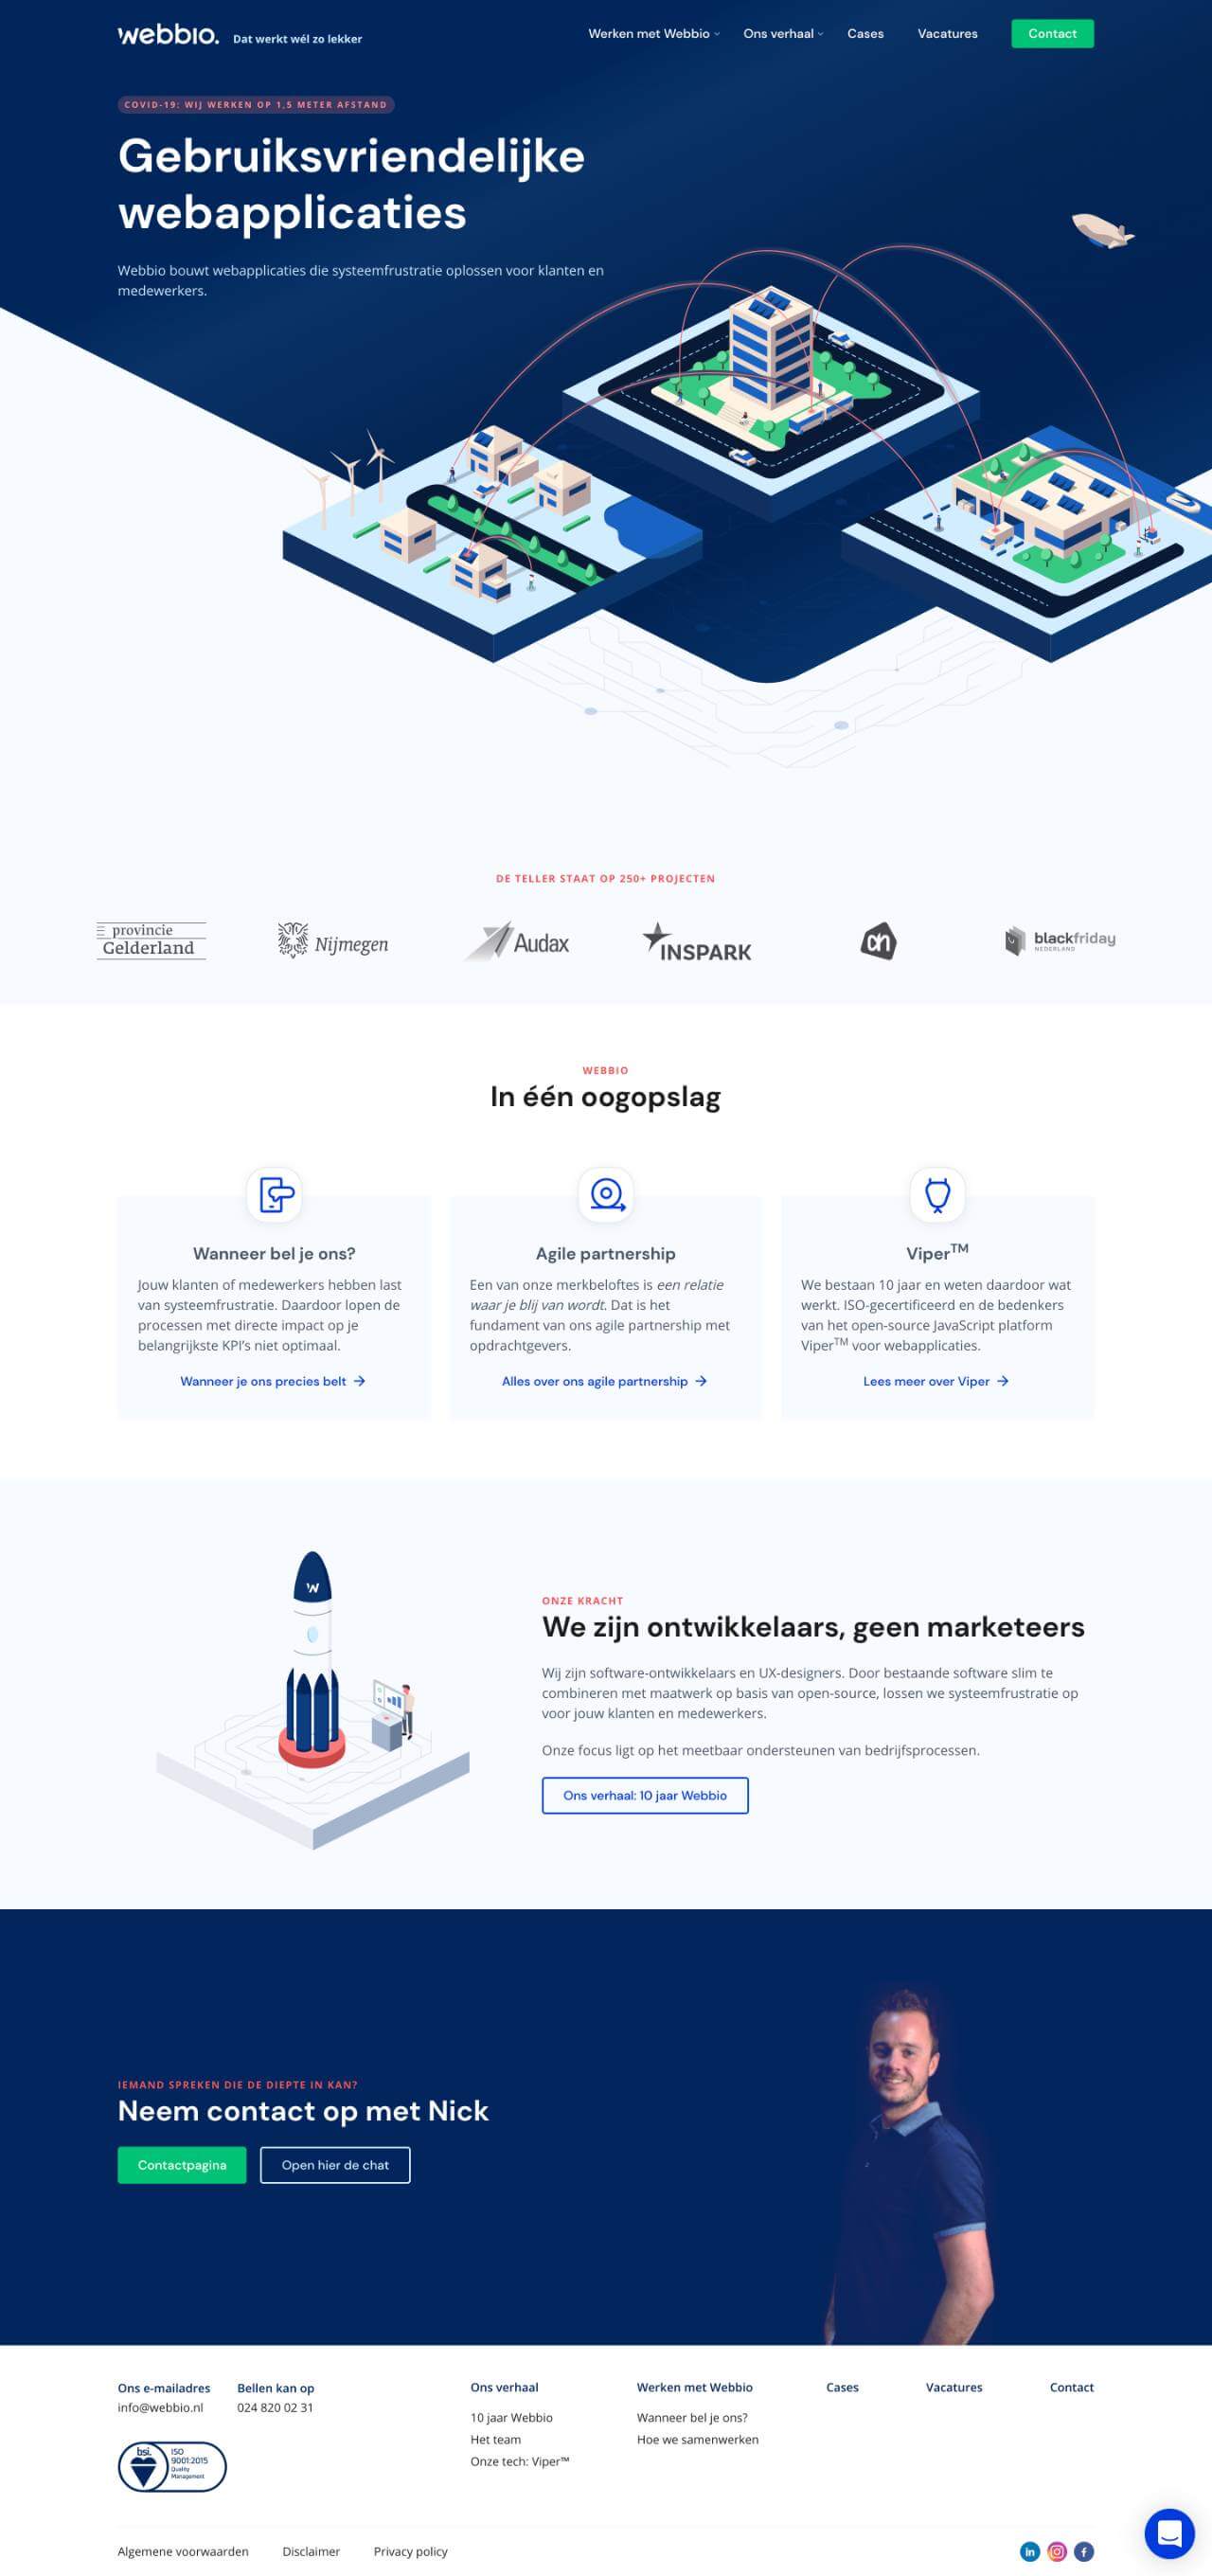 webbio. Dat werkt wél zo lekker
Werken met Webbio
Ons verhaal
Cases
Vacatures
Contact
COVID-19: WIJ WERKEN OP 1,5 METER AFSTAND
Gebruiksvriendelijke
webapplicaties
Webbio bouwt webapplicaties die systeemfrustratie oplossen voor klanten en
medewerkers.
DE TELLER STAAT OP 250+ PROJECTEN
provincie
Gelderland
Nijmegen
Audax
INSPARK
ah
blackfriday
NEDERLAND
WEBBIO
In één oogopslag
Wanneer bel je ons?
Jouw klanten of medewerkers hebben last
van systeemfrustratie. Daardoor lopen de
processen met directe impact op je
belangrijkste KPI's niet optimaal.
Wanneer je ons precies belt
Agile partnership
Een van onze merkbeloftes is een relatie
waar je blij van wordt. Dat is het
fundament van ons agile partnership met
opdrachtgevers.
Alles over ons agile partnership
Viper™
We bestaan 10 jaar en weten daardoor wat
werkt. ISO-gecertificeerd en de bedenkers
van het open-source JavaScript platform
Viper™ voor webapplicaties.
Lees meer over Viper
W
ONZE KRACHT
We zijn ontwikkelaars, geen marketeers
Wij zijn software-ontwikkelaars en UX-designers. Door bestaande software slim te
combineren met maatwerk op basis van open-source, lossen we systeemfrustratie op
voor jouw klanten en medewerkers.
Onze focus ligt op het meetbaar ondersteunen van bedrijfsprocessen.
Ons verhaal: 10 jaar Webbio
IEMAND SPREKEN DIE DE DIEPTE IN KAN?
Neem contact op met Nick
Contactpagina
Open hier de chat
Ons e-mailadres
info@webbio.nl
Bellen kan op
024 820 02 31
bsi.
ISO
9001:2015
Quality
Management
Ons verhaal
10 jaar Webbio
Het team
Onze tech: Viper™
Werken met Webbio
Wanneer bel je ons?
Hoe we samenwerken
Cases
Vacatures
Contact
Algemene voorwaarden
Disclaimer
Privacy policy
in
f